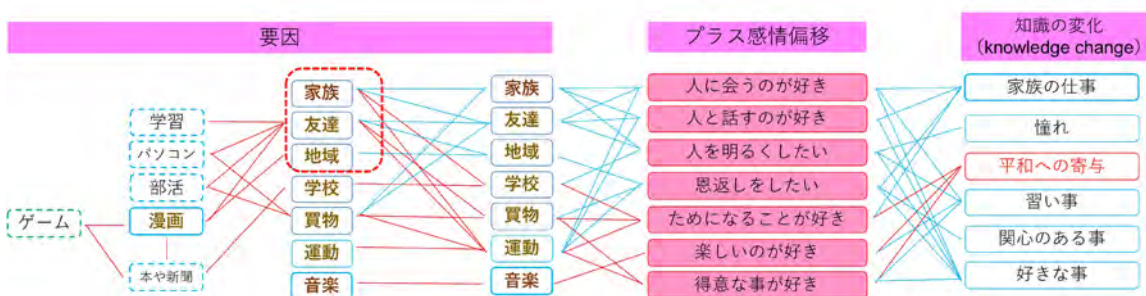 要因
プラス感情偏移
知識の変化
（knowledge change）
ゲーム
学習
パソコン
部活
漫画
本や新聞
家族
友達
地域
学校
買物
運動
音楽
家族
友達
地域
学校
買物
運動
音楽
人に会うのが好き
人と話すのが好き
人を明るくしたい
恩返しをしたい
ためになることが好き
楽しいのが好き
得意な事が好き
家族の仕事
憧れ
平和への寄与
習い事
関心のある事
好きな事